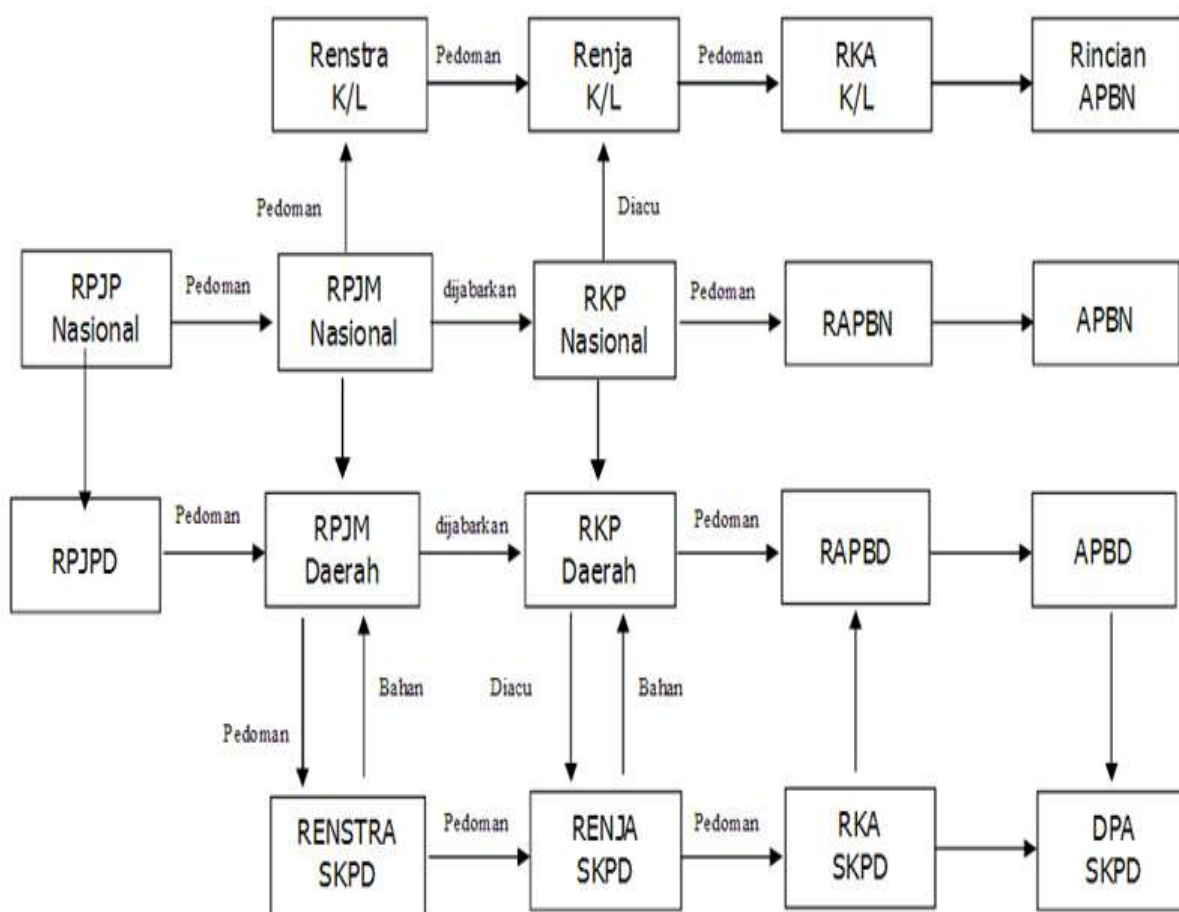 Renstra
K/L
Pedoman
Renja
K/L
Pedoman
RKA
K/L
Rincian
APBN
Pedoman
Diacu
RPJP
Nasional
Pedoman
RPJM
Nasional
dijabarkan
RKP
Nasional
Pedoman
RAPBN
APBN
RPJPD
Pedoman
RPJM
Daerah
dijabarkan
RKP
Daerah
Pedoman
RAPBD
APBD
Pedoman
Bahan
Diacu
Bahan
RENSTRA
SKPD
Pedoman
RENJA
SKPD
Pedoman
RKA
SKPD
DPA
SKPD